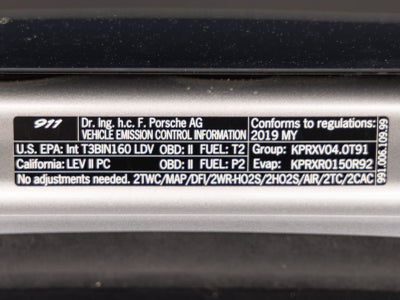 911 Dr. Ing. h.c. F. Porsche AG Conforms to regulations:
VEHICLE EMISSION CONTROL INFORMATION 2019 MY
U.S. EPA: Int T3BIN160 LDV OBD: II FUEL: T2 Group: KPRXV04.0T91
California: LEV II PC OBD: II FUEL: P2 Evap: KPRXR0150R92
No adjustments needed. 2TWC/MAP/DFI/2WR-HO2S/2HO2S/AIR/2TC/2CAC
991.006.109.99